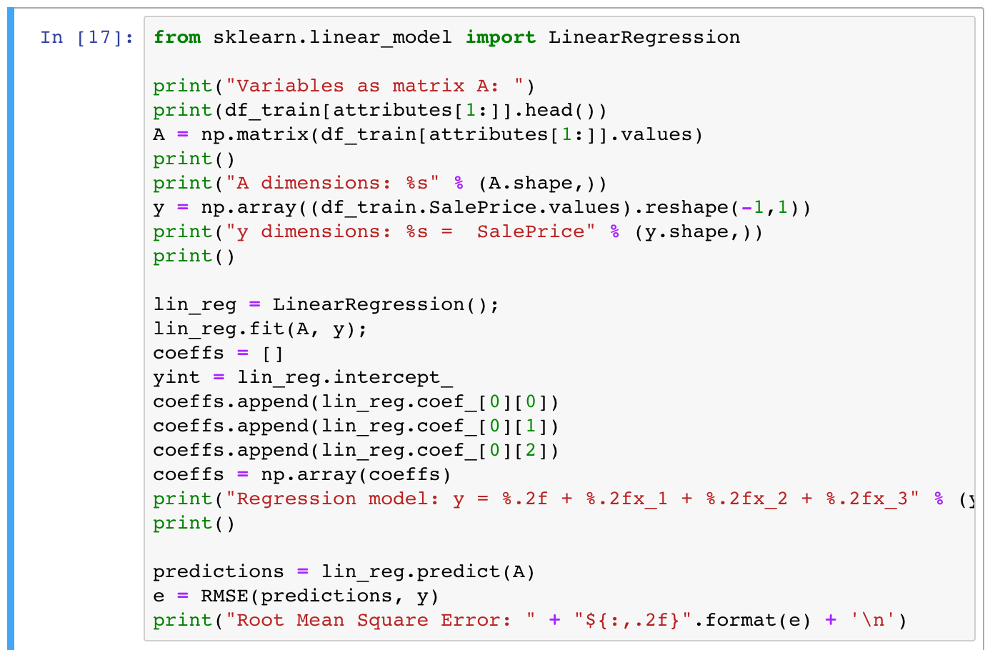 In [17]:
from sklearn.linear_model import LinearRegression
print("Variables as matrix A: ")
print(df_train[attributes[1:]].head())
A = np.matrix(df_train[attributes[1:]].values)
print()
print("A dimensions: %s" % (A.shape,))
y = np.array((df_train.SalePrice.values).reshape(-1,1))
print("y dimensions: %s =  SalePrice" % (y.shape,))
print()
lin_reg = LinearRegression();
lin_reg.fit(A, y);
coeffs = []
yint = lin_reg.intercept_
coeffs.append(lin_reg.coef_[0][0])
coeffs.append(lin_reg.coef_[0][1])
coeffs.append(lin_reg.coef_[0][2])
coeffs = np.array(coeffs)
print("Regression model: y = %.2f + %.2fx_1 + %.2fx_2 + %.2fx_3" % (
print()
predictions = lin_reg.predict(A)
e = RMSE(predictions, y)
print("Root Mean Square Error: " + "${:,.2f}".format(e) + '\n')